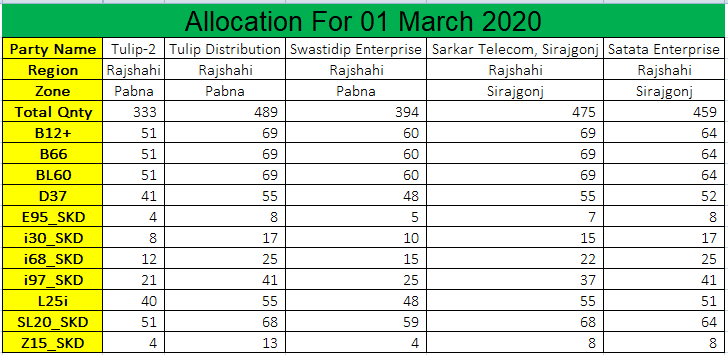 Allocation For 01 March 2020
Party Name Tulip-2 Tulip Distribution Swastidip Enterprise Sarkar Telecom, Sirajgonj Satata Enterprise
Region Rajshahi Rajshahi Rajshahi Rajshahi Rajshahi
Zone Pabna Pabna Pabna Sirajgonj Sirajgonj
Total Qnty 333 489 394 475 459
B12+ 51 69 60 69 64
B66 51 69 60 69 64
BL60 51 69 60 69 64
D37 41 55 48 55 52
E95_SKD 4 8 5 7 8
i30_SKD 8 17 10 15 17
i68_SKD 12 25 15 22 25
i97_SKD 21 41 25 37 41
L25i 40 55 48 55 51
SL20_SKD 51 68 59 68 64
Z15_SKD 4 13 4 8 8